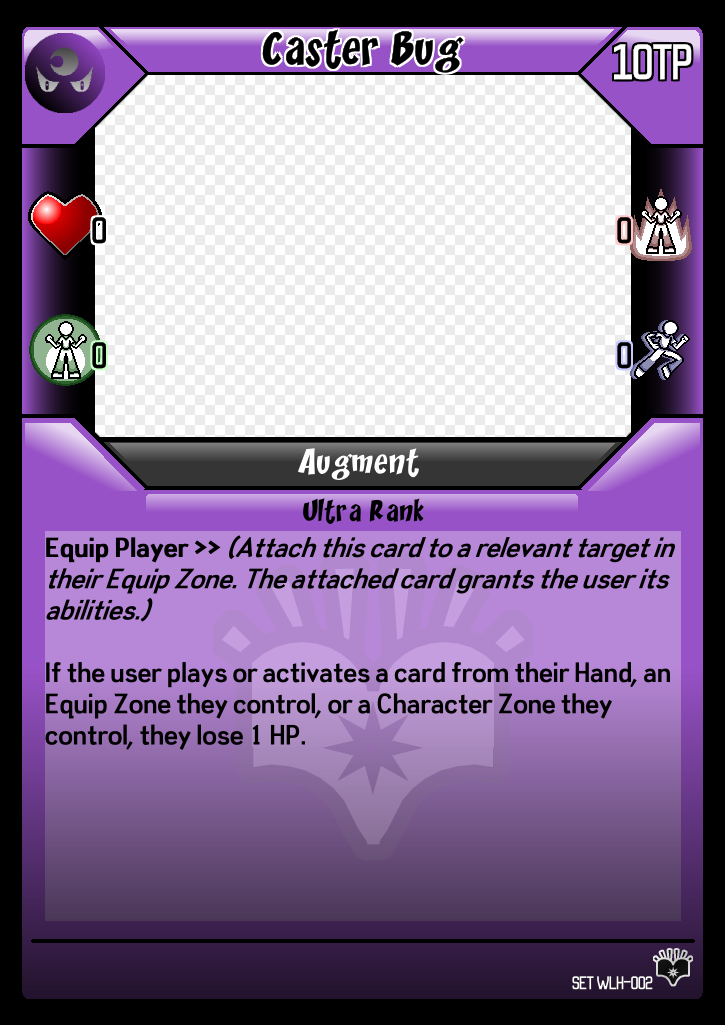 Caster Bug
10TP
0
0
0
0
Augment
Ultra Rank
Equip Player >> (Attach this card to a relevant target in
their Equip Zone. The attached card grants the user its
abilities.)
If the user plays or activates a card from their Hand, an
Equip Zone they control, or a Character Zone they
control, they lose 1 HP.
SET WLH-002